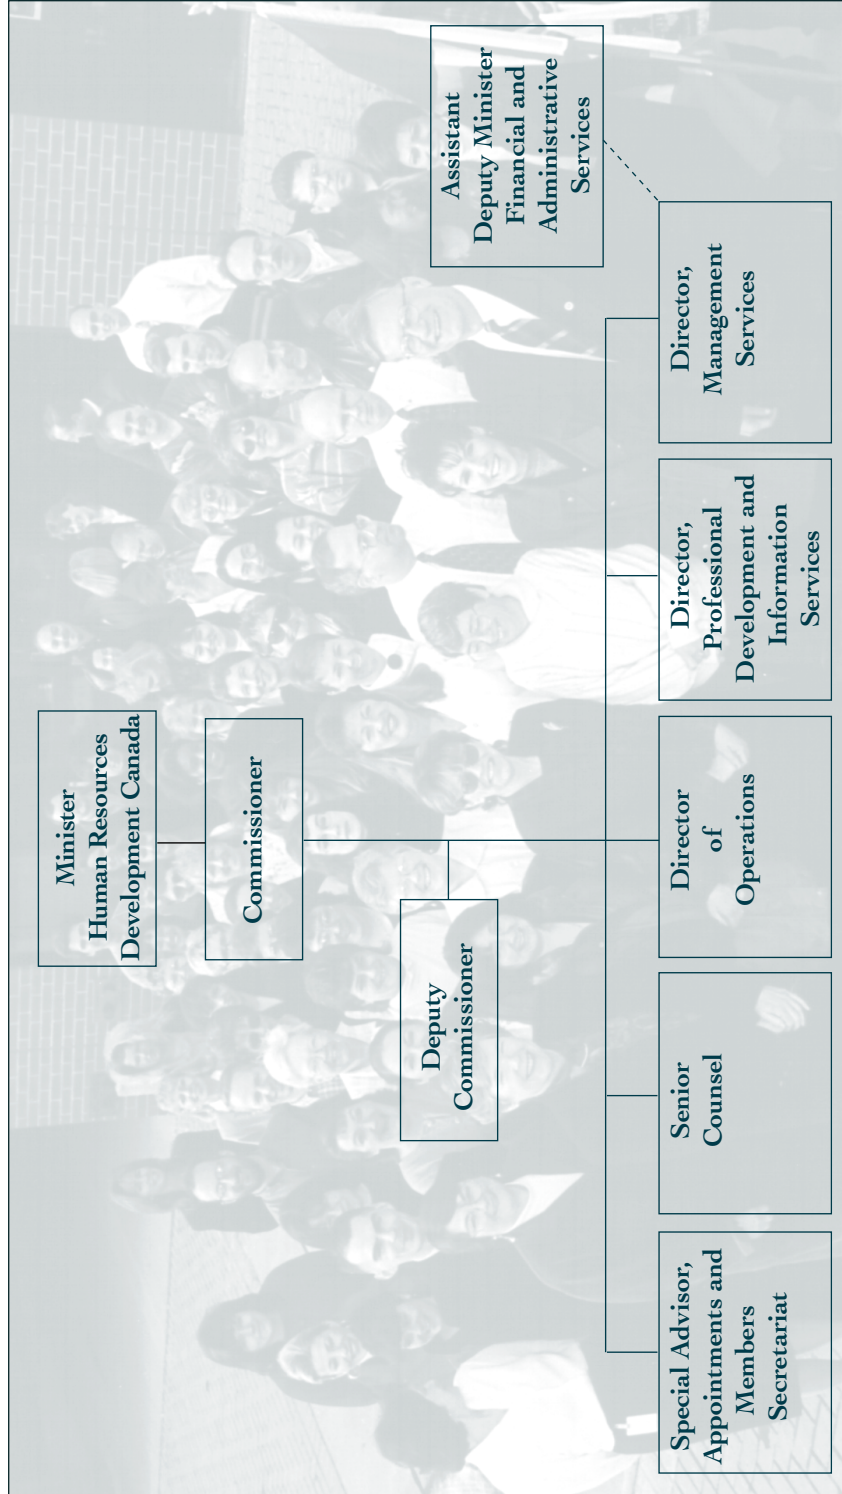 Minister
Human Resources
Development Canada
Commissioner
Deputy
Commissioner
Assistant
Deputy Minister
Financial and
Administrative
Services
Special Advisor,
Appointments and
Members
Secretariat
Senior
Counsel
Director
of
Operations
Director,
Professional
Development and
Information
Services
Director,
Management
Services